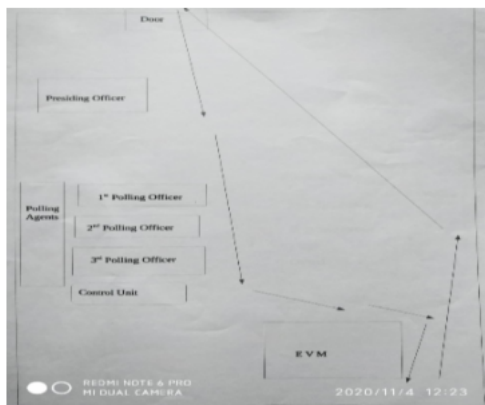 Door
Presiding Officer
Polling
Agents
1st Polling Officer
2nd Polling Officer
3rd Polling Officer
Control Unit
E V M
REDMI NOTE 6 PRO
MI DUAL CAMERA
2020/11/4 12:23